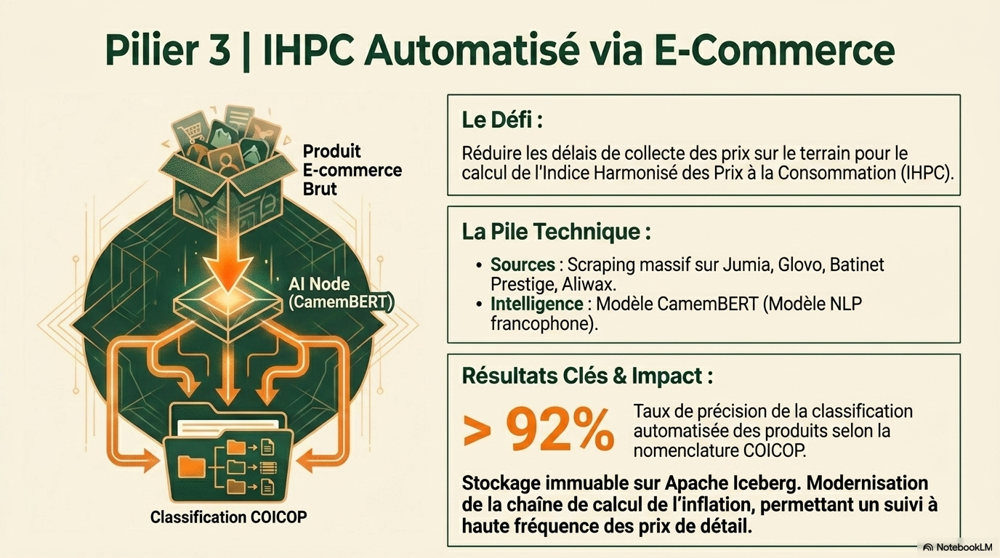 Pilier 3 | IHPC Automatisé via E-Commerce
Produit
E-commerce
Brut
AI Node
(CamemBERT)
Classification COICOP
Le Défi :
Réduire les délais de collecte des prix sur le terrain pour le
calcul de l'Indice Harmonisé des Prix à la Consommation (IHPC).
La Pile Technique :
• Sources : Scraping massif sur Jumia, Glovo, Batinet
Prestige, Aliwax.
• Intelligence : Modèle CamemBERT (Modèle NLP
francophone).
Résultats Clés & Impact :
> 92%
Taux de précision de la classification
automatisée des produits selon la
nomenclature COICOP.
Stockage immuable sur Apache Iceberg. Modernisation
de la chaîne de calcul de l'inflation, permettant un suivi à
haute fréquence des prix de détail.
NotebookLM